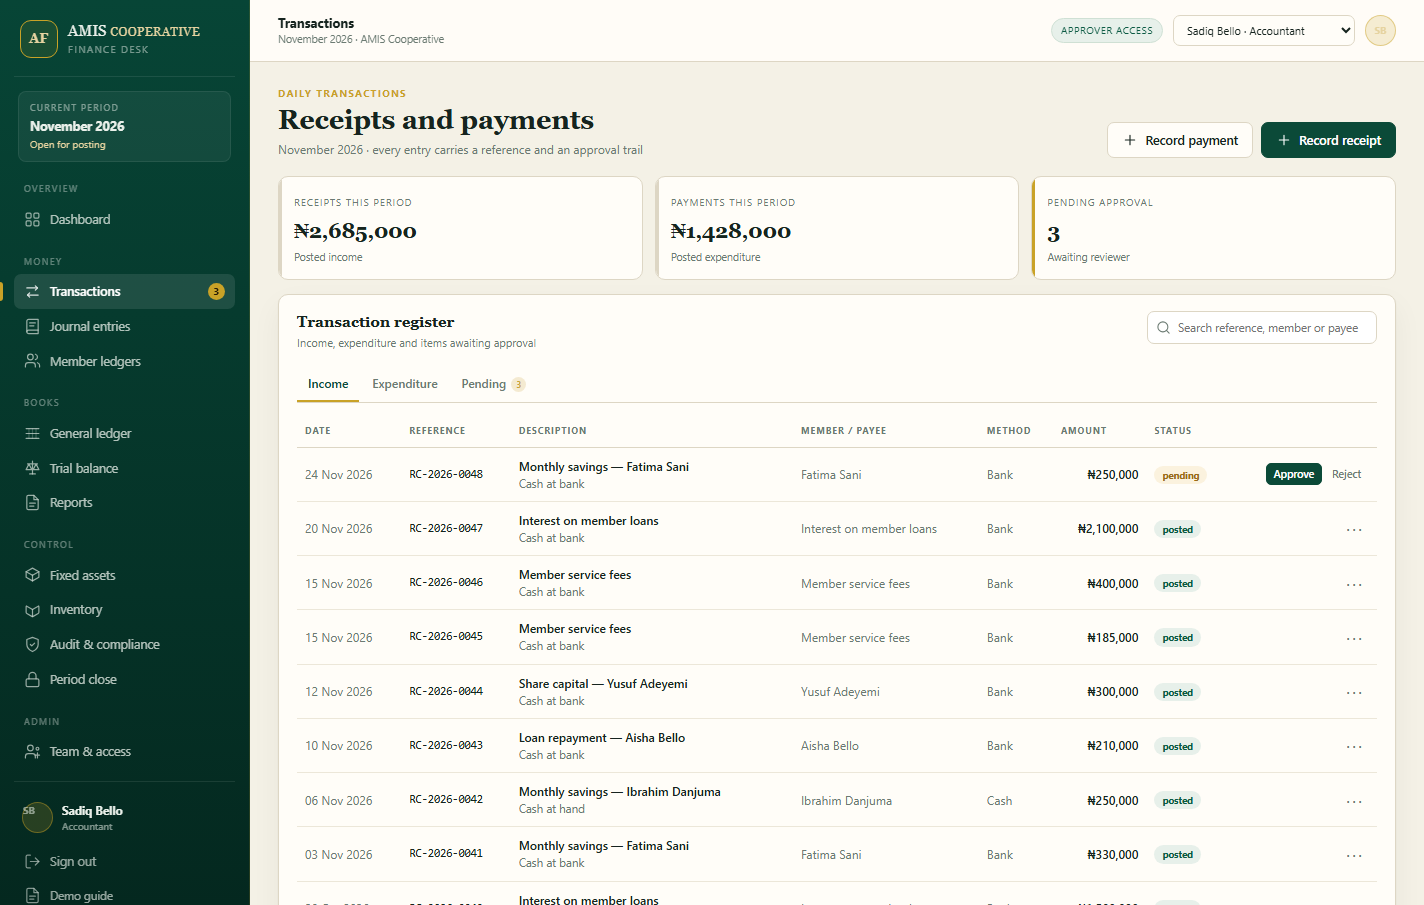 AF
AMIS COOPERATIVE
FINANCE DESK
CURRENT PERIOD
November 2026
Open for posting
OVERVIEW
Dashboard
MONEY
Transactions 3
Journal entries
Member ledgers
BOOKS
General ledger
Trial balance
Reports
CONTROL
Fixed assets
Inventory
Audit & compliance
Period close
ADMIN
Team & access
SB
Sadiq Bello
Accountant
Sign out
Demo guide
Transactions
November 2026 · AMIS Cooperative
APPROVER ACCESS
Sadiq Bello · Accountant
SB
DAILY TRANSACTIONS
Receipts and payments
November 2026 · every entry carries a reference and an approval trail
Record payment
Record receipt
RECEIPTS THIS PERIOD
₦2,685,000
Posted income
PAYMENTS THIS PERIOD
₦1,428,000
Posted expenditure
PENDING APPROVAL
3
Awaiting reviewer
Transaction register
Income, expenditure and items awaiting approval
Search reference, member or payee
Income Expenditure Pending 3
DATE REFERENCE DESCRIPTION MEMBER / PAYEE METHOD AMOUNT STATUS
24 Nov 2026 RC-2026-0048 Monthly savings — Fatima Sani Fatima Sani Bank ₦250,000 pending Approve Reject
Cash at bank
20 Nov 2026 RC-2026-0047 Interest on member loans Interest on member loans Bank ₦2,100,000 posted ...
Cash at bank
15 Nov 2026 RC-2026-0046 Member service fees Member service fees Bank ₦400,000 posted ...
Cash at bank
15 Nov 2026 RC-2026-0045 Member service fees Member service fees Bank ₦185,000 posted ...
Cash at bank
12 Nov 2026 RC-2026-0044 Share capital — Yusuf Adeyemi Yusuf Adeyemi Bank ₦300,000 posted ...
Cash at bank
10 Nov 2026 RC-2026-0043 Loan repayment — Aisha Bello Aisha Bello Bank ₦210,000 posted ...
Cash at bank
06 Nov 2026 RC-2026-0042 Monthly savings — Ibrahim Danjuma Ibrahim Danjuma Cash ₦250,000 posted ...
Cash at hand
03 Nov 2026 RC-2026-0041 Monthly savings — Fatima Sani Fatima Sani Bank ₦330,000 posted ...
Cash at bank
Interest on member loans